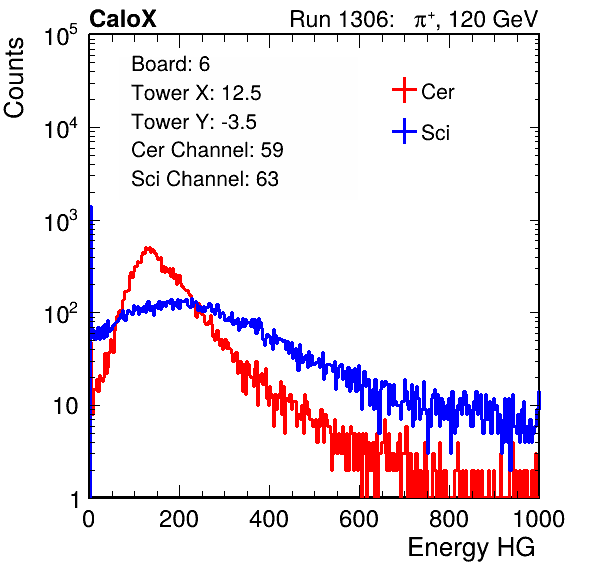 CaloX Run 1306: π⁺, 120 GeV
Board: 6
Tower X: 12.5
Tower Y: -3.5
Cer Channel: 59
Sci Channel: 63
Cer
Sci
Counts
10⁵
10⁴
10³
10²
10
1
0 200 400 600 800 1000
Energy HG